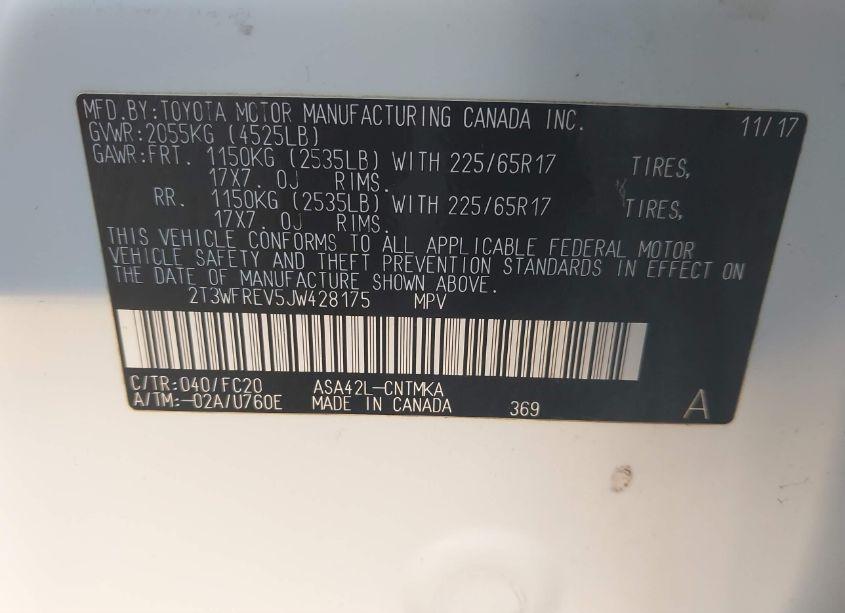 MFD.BY:TOYOTA MOTOR MANUFACTURING CANADA INC. 11/17
GVWR:2055KG (4525LB)
GAWR:FRT. 1150KG (2535LB) WITH 225/65R17 TIRES,
17X7. 0J RIMS.
RR. 1150KG (2535LB) WITH 225/65R17 TIRES,
17X7. 0J RIMS.
THIS VEHICLE CONFORMS TO ALL APPLICABLE FEDERAL MOTOR
VEHICLE SAFETY AND THEFT PREVENTION STANDARDS IN EFFECT ON
THE DATE OF MANUFACTURE SHOWN ABOVE.
2T3WFREV5JW428175 MPV
C/TR:040/FC20 ASA42L-CNTMKA
A/TM:-02A/U760E MADE IN CANADA 369 A